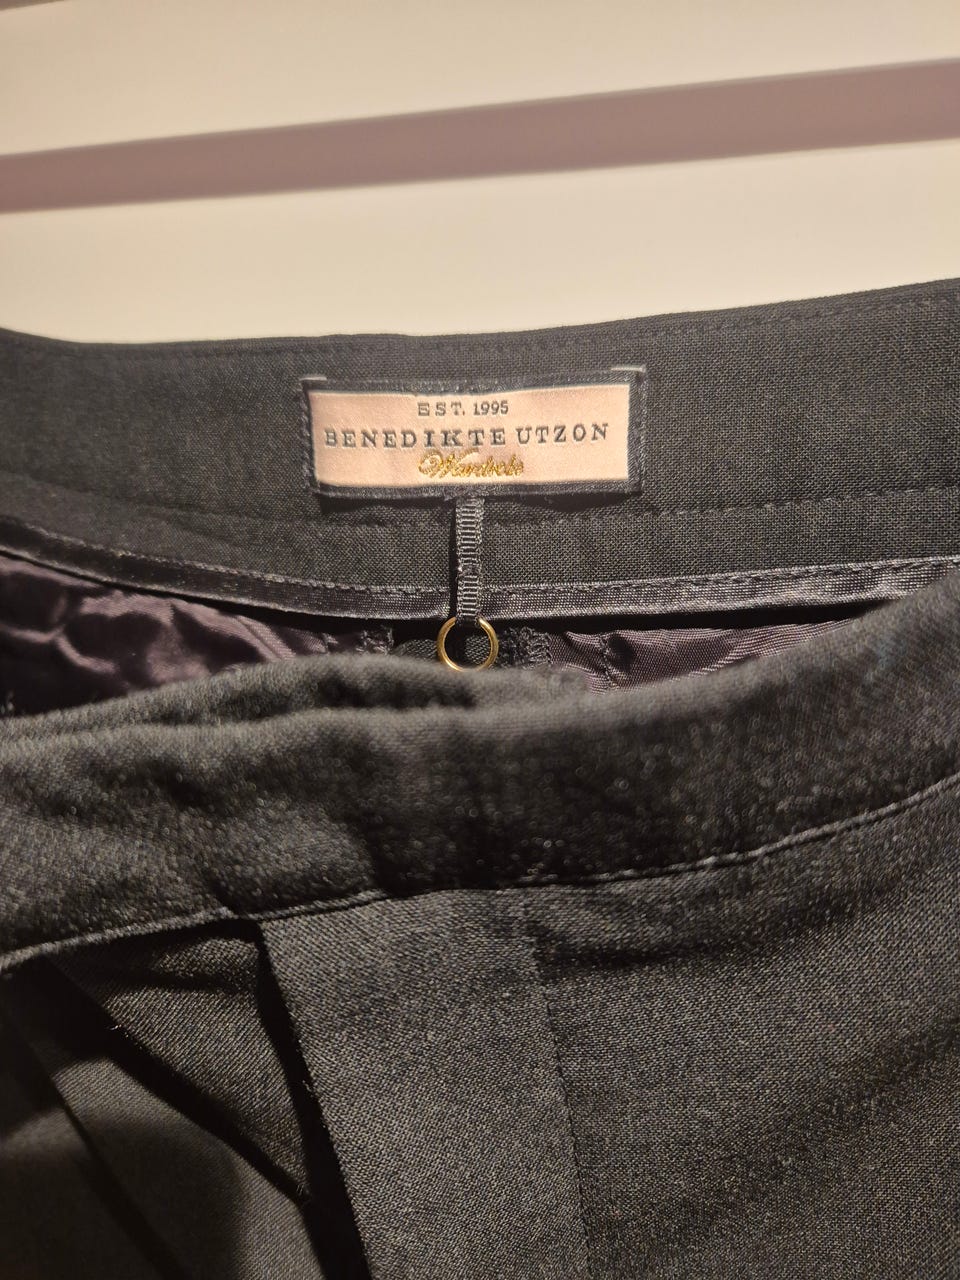 EST. 1995
BENEDIKTE UTZON
Wardrobe